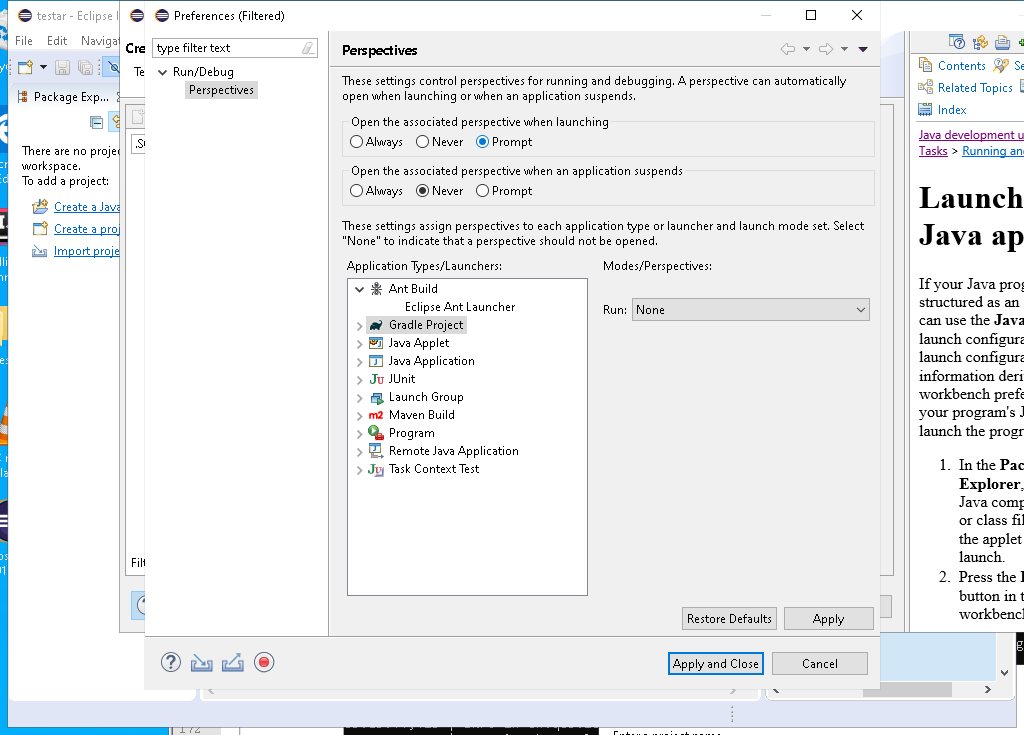 testar - Eclipse I
File Edit Navigat
Package Exp...
There are no projec
workspace.
To add a project:
Create a Java
Create a proj
Import proje
Cre
Te
Filt
Preferences (Filtered)
type filter text
Run/Debug
Perspectives
Perspectives
These settings control perspectives for running and debugging. A perspective can automatically
open when launching or when an application suspends.
Open the associated perspective when launching
Always Never Prompt
Open the associated perspective when an application suspends
Always Never Prompt
These settings assign perspectives to each application type or launcher and launch mode set. Select
"None" to indicate that a perspective should not be opened.
Application Types/Launchers:
Modes/Perspectives:
Ant Build
Eclipse Ant Launcher
Gradle Project
Java Applet
Java Application
JUnit
Launch Group
Maven Build
Program
Remote Java Application
Task Context Test
Run: None
Restore Defaults Apply
Apply and Close Cancel
Contents Se
Related Topics
Index
Java development u
Tasks > Running and
Launch
Java ap
If your Java prog
structured as an
can use the Java
launch configura
launch configura
information deri
workbench prefe
your program's J
launch the progr
1. In the Pac
Explorer,
Java comp
or class fil
the applet
launch.
2. Press the
button in t
workbencl
172
Enter a project name